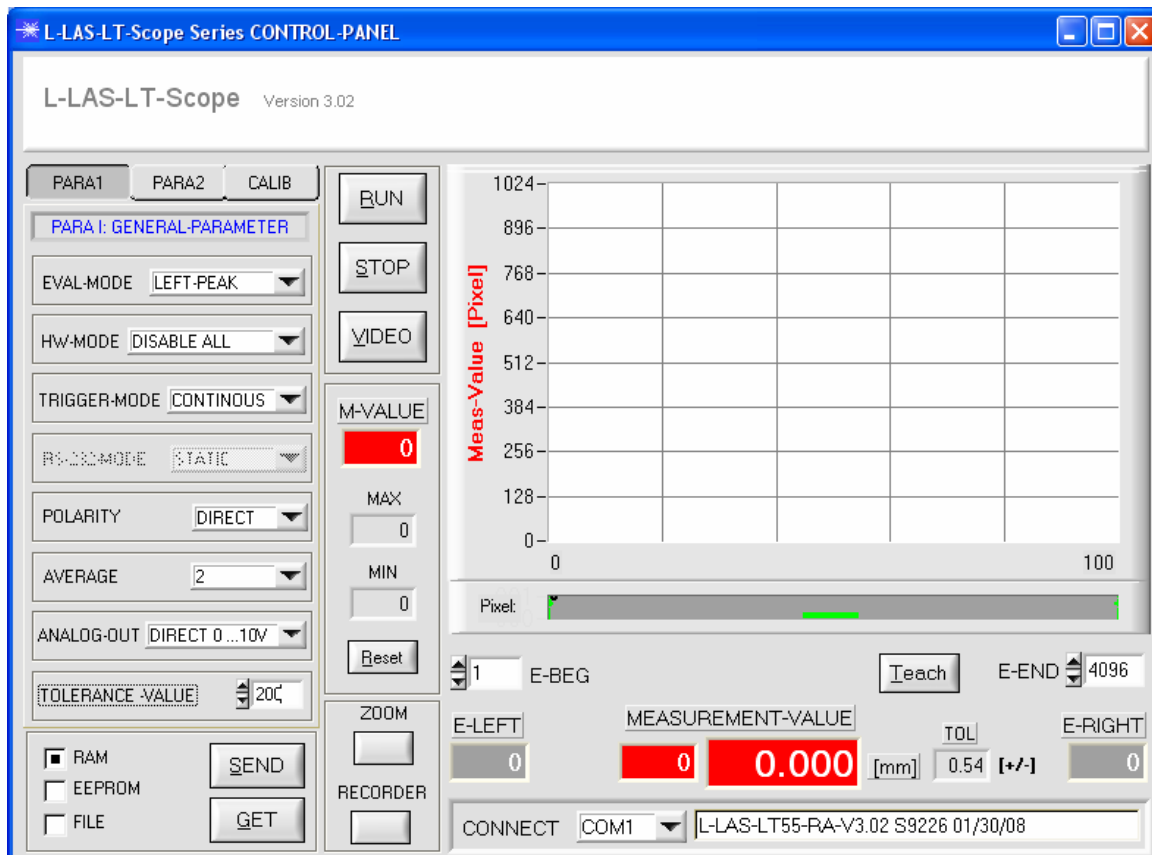 L-LAS-LT-Scope Series CONTROL-PANEL
L-LAS-LT-Scope Version 3.02
PARA1 PARA2 CALIB
PARA I: GENERAL-PARAMETER
EVAL-MODE LEFT-PEAK
HW-MODE DISABLE ALL
TRIGGER-MODE CONTINOUS
RS-232-MODE STATIC
POLARITY DIRECT
AVERAGE 2
ANALOG-OUT DIRECT 0 ...10V
TOLERANCE -VALUE
RAM
EEPROM
FILE
SEND
GET
RUN
STOP
VIDEO
M-VALUE
0
MAX
0
MIN
0
Reset
ZOOM
RECORDER
Meas-Value [Pixel]
1024
896
768
640
512
384
256
128
0
0 100
Pixel:
1 E-BEG
Teach
E-END 4096
E-LEFT
0
MEASUREMENT-VALUE
0 0.000 [mm]
TOL
0.54 [+/-]
E-RIGHT
0
CONNECT COM1 L-LAS-LT55-RA-V3.02 S9226 01/30/08